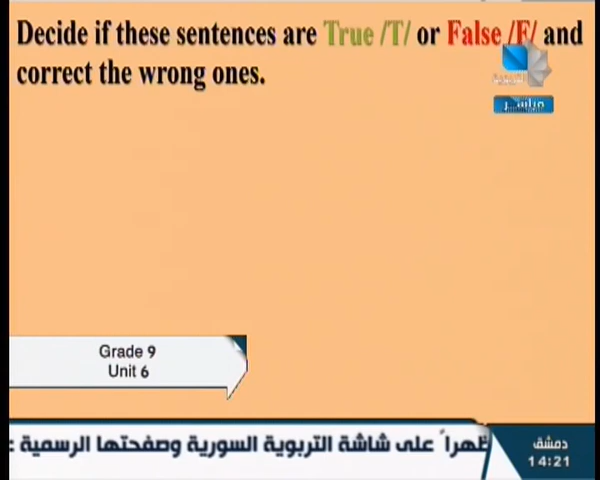 Decide if these sentences are True /T/ or False /F/ and
correct the wrong ones.
التربوية
مباشر
Grade 9
Unit 6
ظهراً على شاشة التربوية السورية وصفحتها الرسمية :
دمشق
14:21